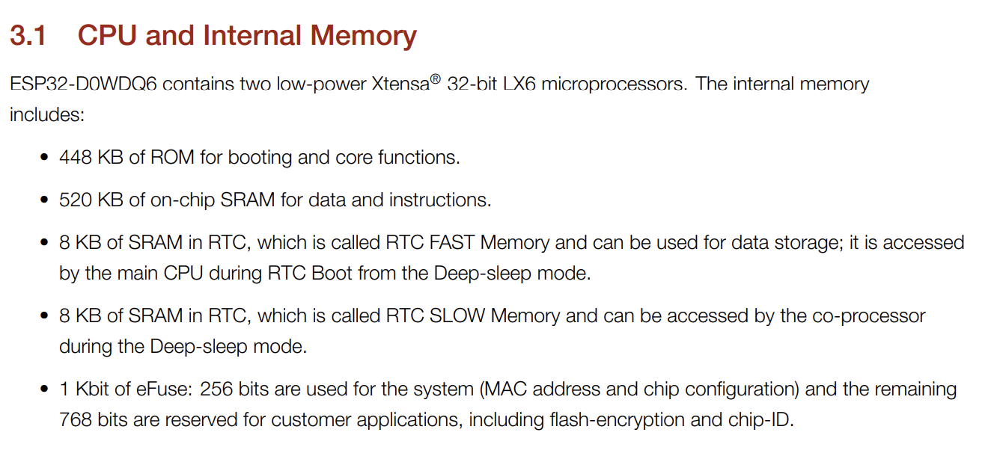 3.1 CPU and Internal Memory
ESP32-D0WDQ6 contains two low-power Xtensa® 32-bit LX6 microprocessors. The internal memory
includes:
• 448 KB of ROM for booting and core functions.
• 520 KB of on-chip SRAM for data and instructions.
• 8 KB of SRAM in RTC, which is called RTC FAST Memory and can be used for data storage; it is accessed
by the main CPU during RTC Boot from the Deep-sleep mode.
• 8 KB of SRAM in RTC, which is called RTC SLOW Memory and can be accessed by the co-processor
during the Deep-sleep mode.
• 1 Kbit of eFuse: 256 bits are used for the system (MAC address and chip configuration) and the remaining
768 bits are reserved for customer applications, including flash-encryption and chip-ID.